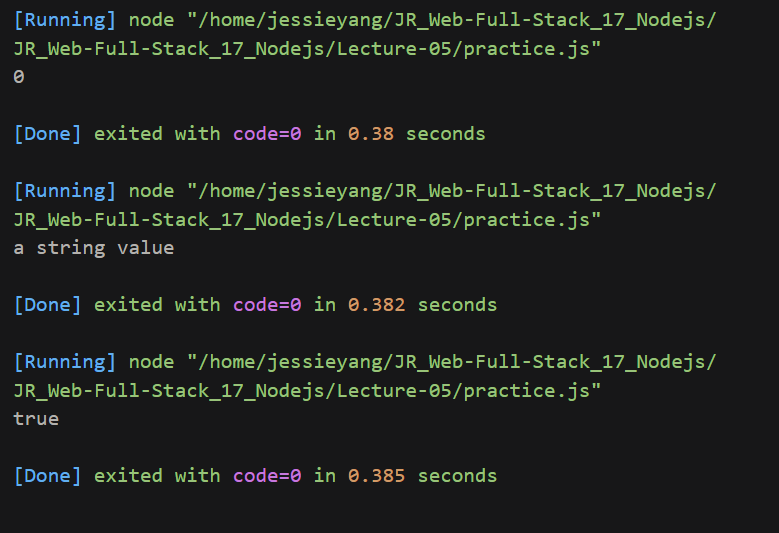 [Running] node "/home/jessieyang/JR_Web-Full-Stack_17_Nodejs/
JR_Web-Full-Stack_17_Nodejs/Lecture-05/practice.js"
0
[Done] exited with code=0 in 0.38 seconds
[Running] node "/home/jessieyang/JR_Web-Full-Stack_17_Nodejs/
JR_Web-Full-Stack_17_Nodejs/Lecture-05/practice.js"
a string value
[Done] exited with code=0 in 0.382 seconds
[Running] node "/home/jessieyang/JR_Web-Full-Stack_17_Nodejs/
JR_Web-Full-Stack_17_Nodejs/Lecture-05/practice.js"
true
[Done] exited with code=0 in 0.385 seconds